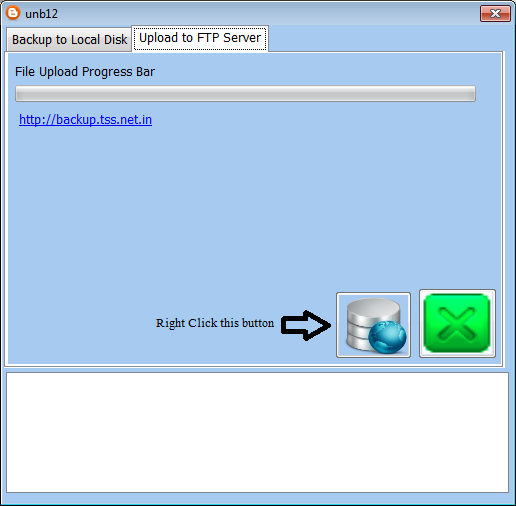 unb12
Backup to Local Disk
Upload to FTP Server
File Upload Progress Bar
http://backup.tss.net.in
Right Click this button